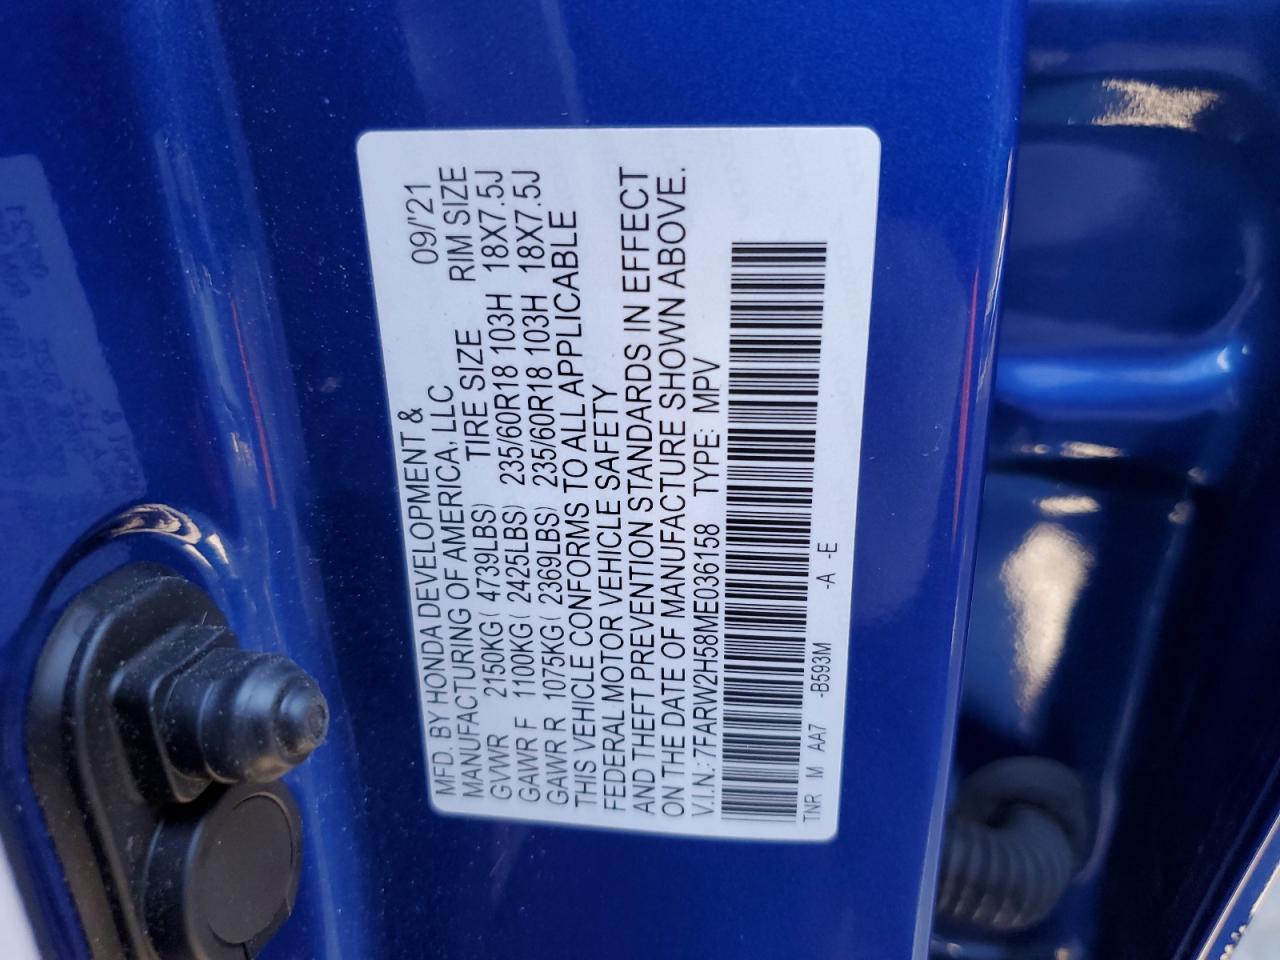 MFD. BY HONDA DEVELOPMENT &
MANUFACTURING OF AMERICA, LLC 09/'21
TIRE SIZE RIM SIZE
GVWR 2150KG( 4739LBS) 235/60R18 103H 18X7.5J
GAWR F 1100KG( 2425LBS) 235/60R18 103H 18X7.5J
GAWR R 1075KG( 2369LBS)
THIS VEHICLE CONFORMS TO ALL APPLICABLE
FEDERAL MOTOR VEHICLE SAFETY
AND THEFT PREVENTION STANDARDS IN EFFECT
ON THE DATE OF MANUFACTURE SHOWN ABOVE.
V.I.N.: 7FARW2H58ME036158 TYPE: MPV
TNR M AA7 -B593M -A -E